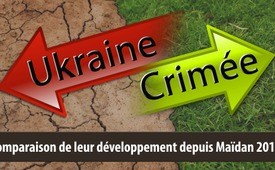 Ukraine
Crimée
omparaison de leur développement depuis Maïdan 201